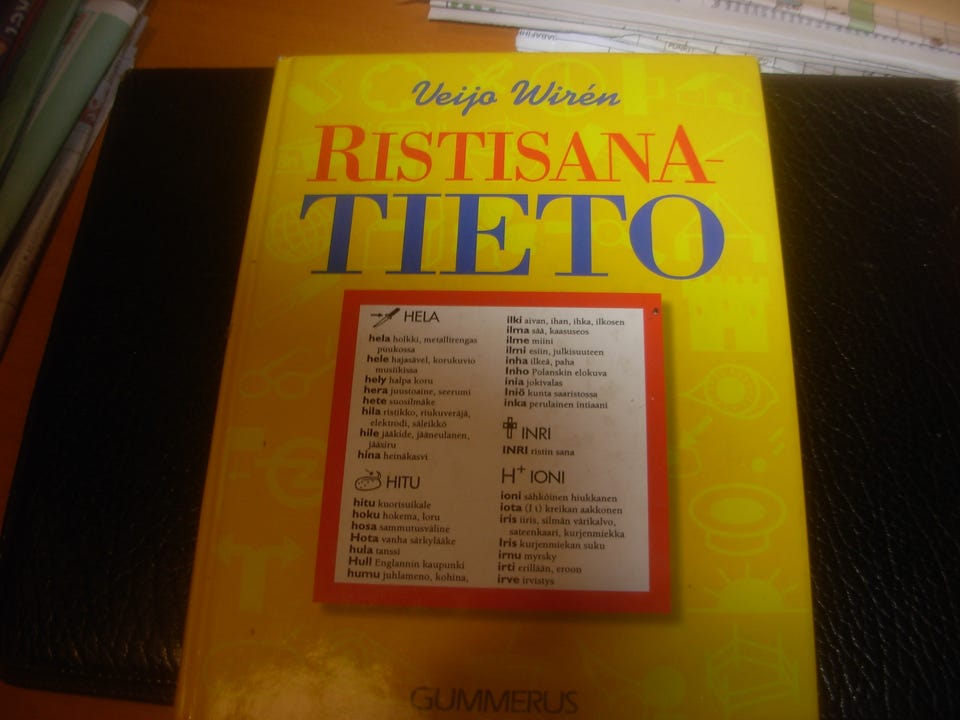 Veijo Wirén
RISTISANA-
TIETO
HELA
hela holkki, metallirengas
puukossa
hele hajasävel, korukuvio
musiikissa
hely halpa koru
hera juustoaine, seerumi
hete suosilmäke
hila ristikko, riukuveräjä,
elektrodi, säleikkö
hile jääkide, jääneulanen,
jääsiru
hina heinäkasvi
HITU
hitu kuortsuikale
hoku hokema, loru
hosa sammutusväline
Hota vanha särkylääke
hula tanssi
Hull Englannin kaupunki
humu juhlameno, kohina,
ilki aivan, ihan, ihka, ilkosen
ilma sää, kaasuseos
ilme miini
ilmi esiin, julkisuuteen
inha ilkeä, paha
Inho Polanskin elokuva
inia jokivalas
Iniö kunta saaristossa
inka perulainen intiaani
INRI
INRI ristin sana
H+ IONI
ioni sähköinen hiukkanen
iota (I ι) kreikan aakkonen
iris iiris, silmän värikalvo,
sateenkaari, kurjenmiekka
Iris kurjenmiekan suku
irnu myrsky
irti erillään, eroon
irve irvistys
GUMMERUS